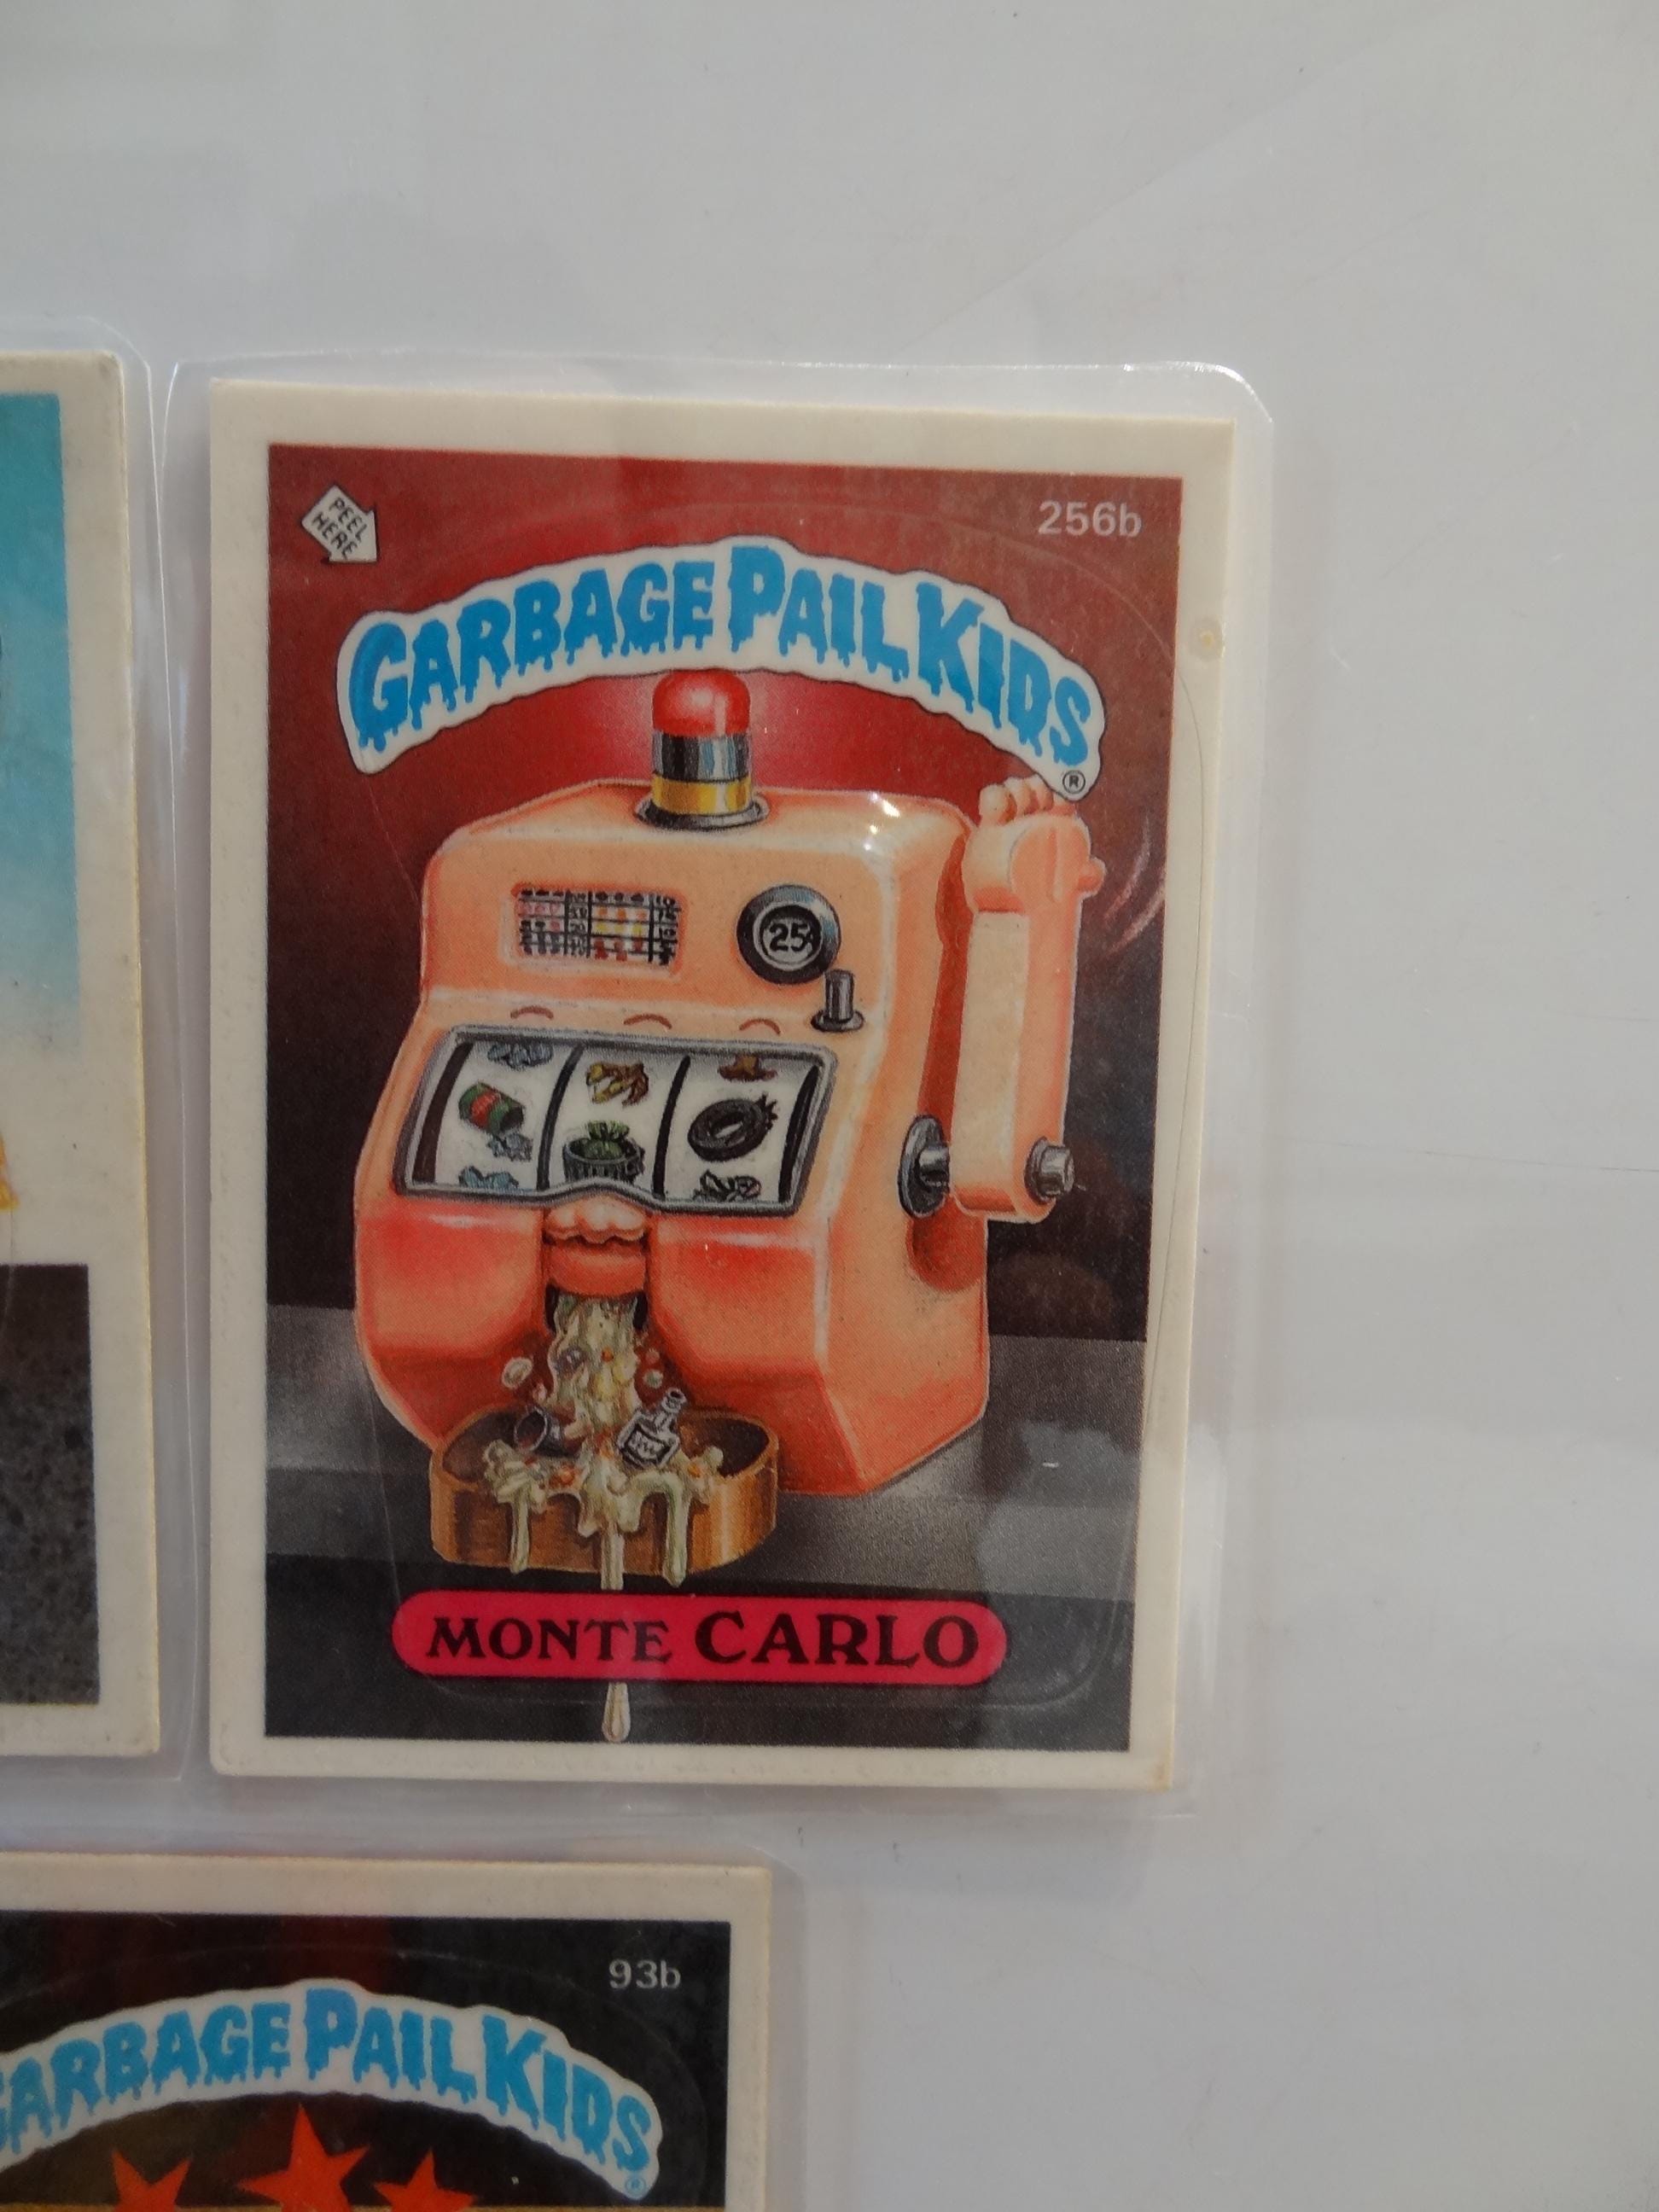 PEEL
HERE
256b
GARBAGE PAIL KIDS
®
25¢
MONTE CARLO
93b
GARBAGE PAIL KIDS
®